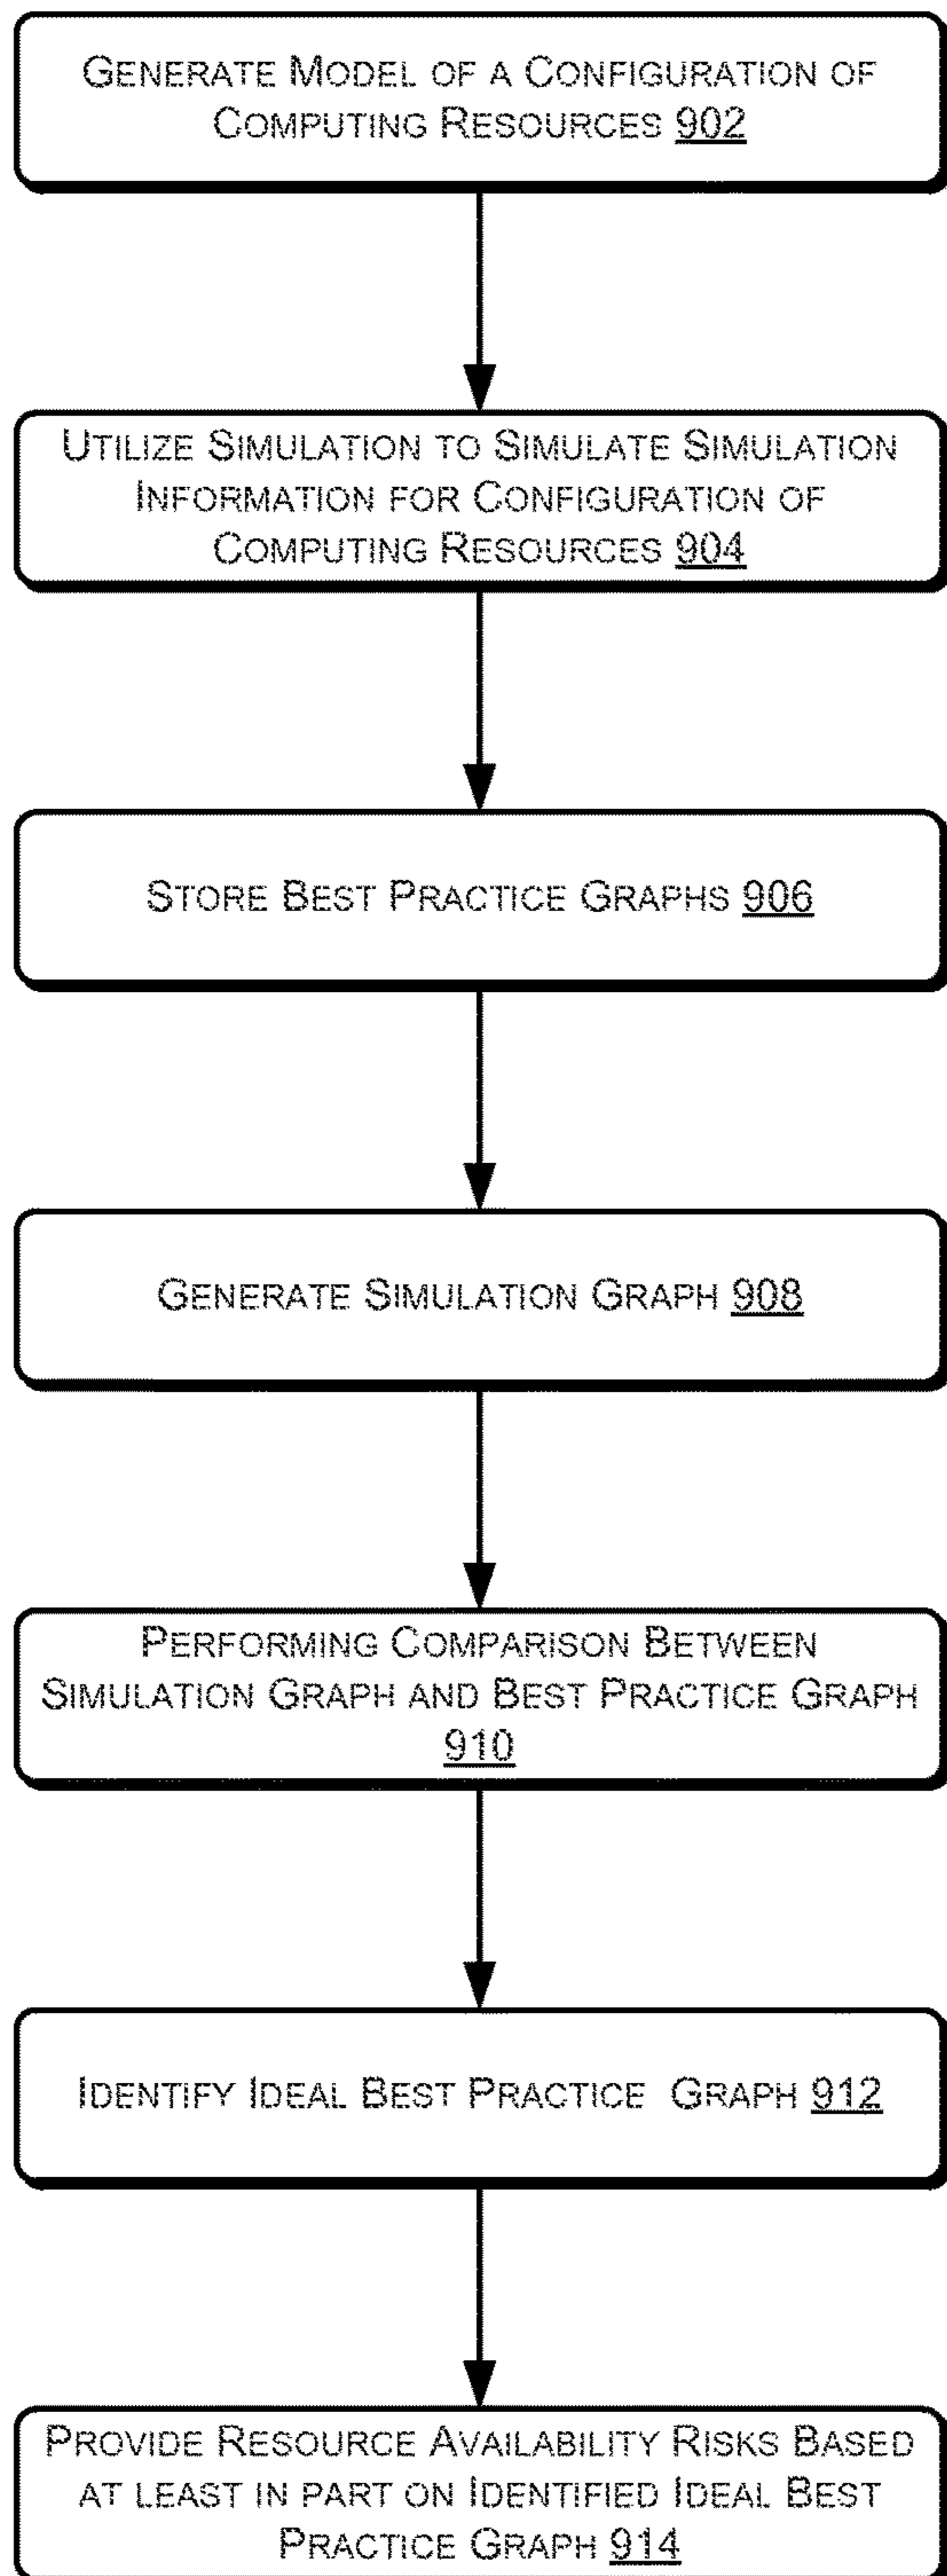 GENERATE MODEL OF A CONFIGURATION OF
COMPUTING RESOURCES 902
UTILIZE SIMULATION TO SIMULATE SIMULATION
INFORMATION FOR CONFIGURATION OF
COMPUTING RESOURCES 904
STORE BEST PRACTICE GRAPHS 906
GENERATE SIMULATION GRAPH 908
PERFORMING COMPARISON BETWEEN
SIMULATION GRAPH AND BEST PRACTICE GRAPH
910
IDENTIFY IDEAL BEST PRACTICE GRAPH 912
PROVIDE RESOURCE AVAILABILITY RISKS BASED
AT LEAST IN PART ON IDENTIFIED IDEAL BEST
PRACTICE GRAPH 914